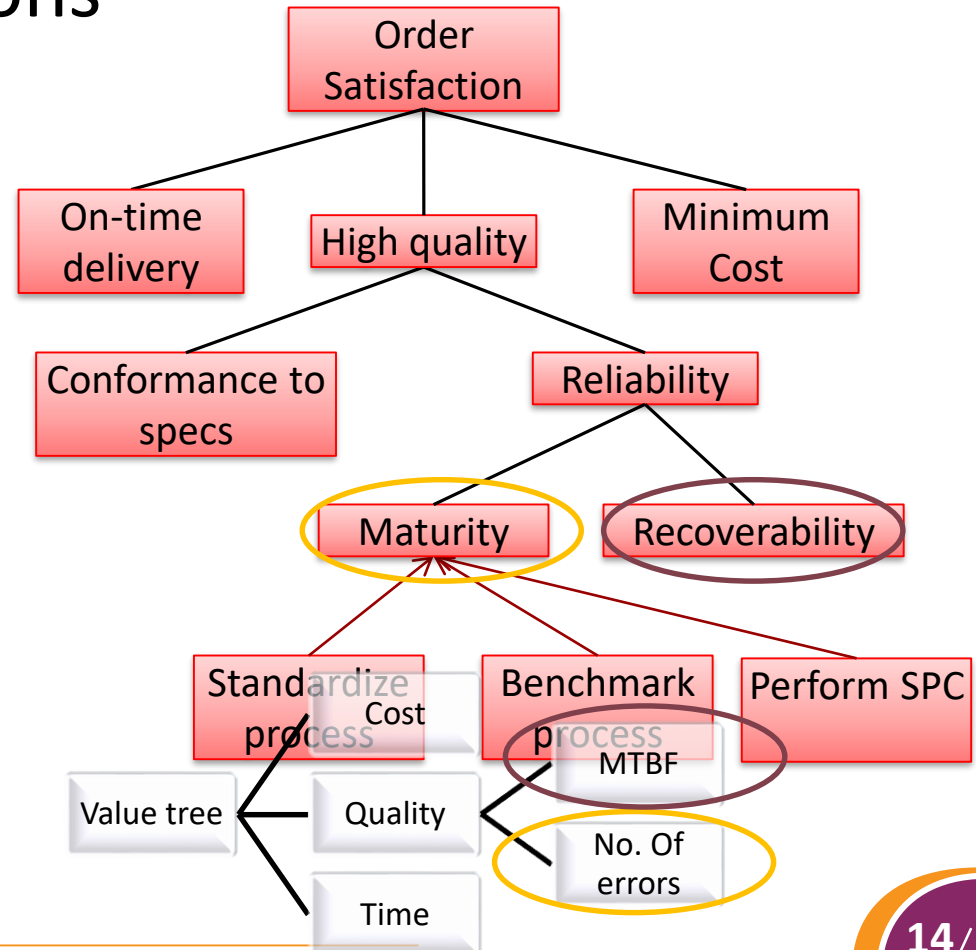 ons
Order
Satisfaction
On-time
delivery
High quality
Minimum
Cost
Conformance to
specs
Reliability
Maturity
Recoverability
Standardize
process
Benchmark
process
Perform SPC
Cost
MTBF
Value tree
Quality
No. Of
errors
Time
14/